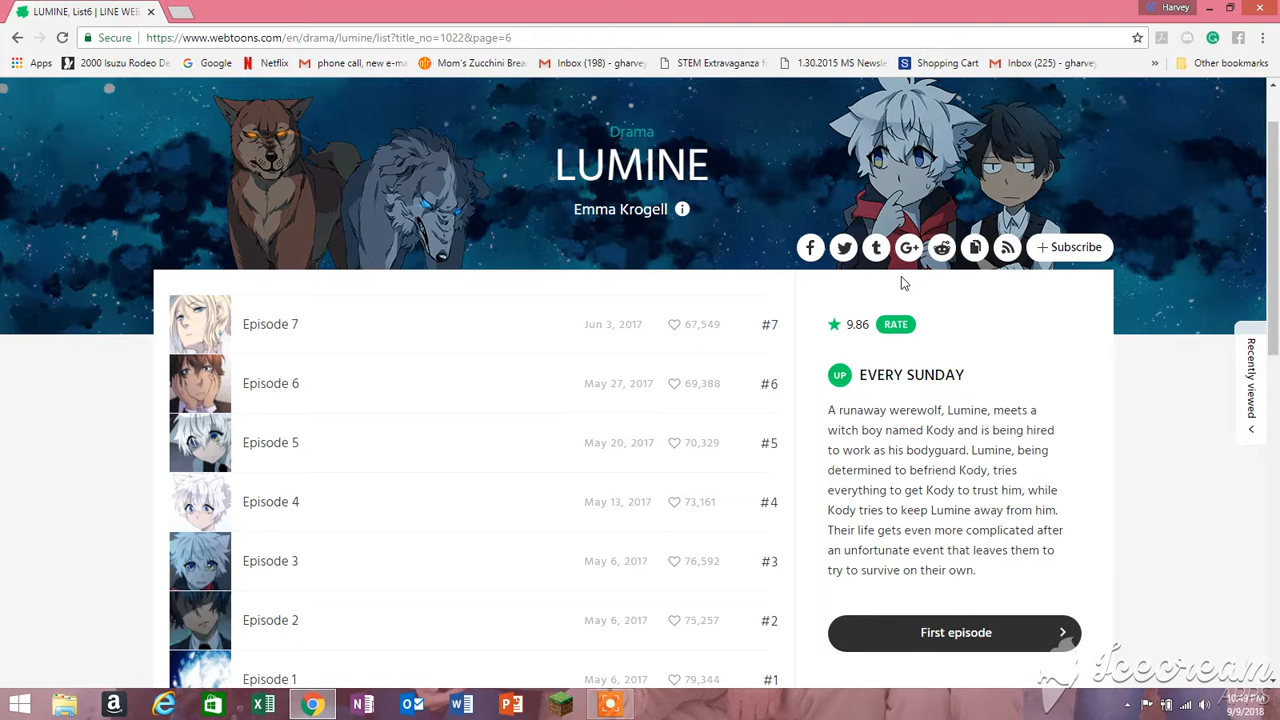 LUMINE, List6 | LINE WEB
Harvey
Secure https://www.webtoons.com/en/drama/lumine/list?title_no=1022&page=6
Apps 2000 Isuzu Rodeo De Google Netflix phone call, new e-ma Mom's Zucchini Brea Inbox (198) - gharvey STEM Extravaganza fo 1.30.2015 MS Newsle Shopping Cart Inbox (225) - gharvey » Other bookmarks
Drama
LUMINE
Emma Krogell i
f t G+ + Subscribe
Episode 7 Jun 3, 2017 67,549 #7
Episode 6 May 27, 2017 69,388 #6
Episode 5 May 20, 2017 70,329 #5
Episode 4 May 13, 2017 73,161 #4
Episode 3 May 6, 2017 76,592 #3
Episode 2 May 6, 2017 75,257 #2
Episode 1 79,344 #1
9.86 RATE
UP EVERY SUNDAY
A runaway werewolf, Lumine, meets a
witch boy named Kody and is being hired
to work as his bodyguard. Lumine, being
determined to befriend Kody, tries
everything to get Kody to trust him, while
Kody tries to keep Lumine away from him.
Their life gets even more complicated after
an unfortunate event that leaves them to
try to survive on their own.
First episode
Recently viewed
Icecream
APPS
10:49 PM
9/9/2018